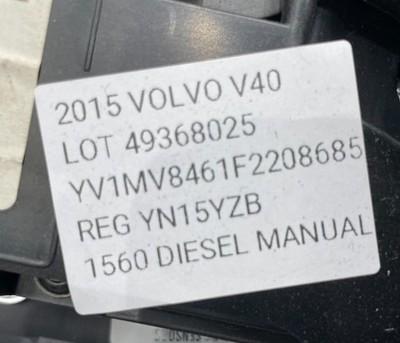 2015 VOLVO V40
LOT 49368025
YV1MV8461F2208685
REG YN15YZB
1560 DIESEL MANUAL